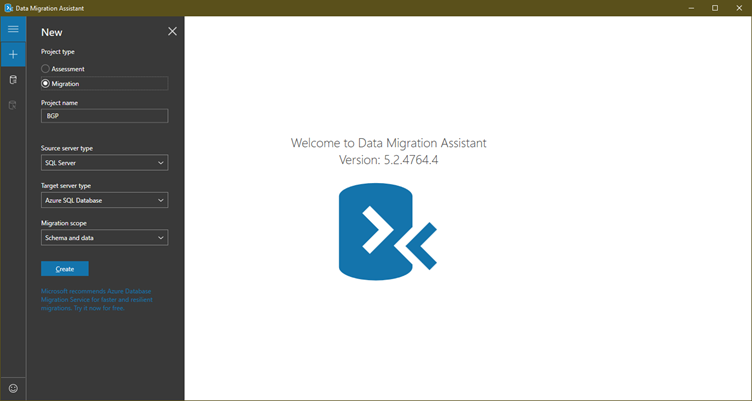 Data Migration Assistant
New
Project type
Assessment
Migration
Project name
BGP
Source server type
SQL Server
Target server type
Azure SQL Database
Migration scope
Schema and data
Create
Microsoft recommends Azure Database
Migration Service for faster and resilient
migrations. Try it now for free.
Welcome to Data Migration Assistant
Version: 5.2.4764.4